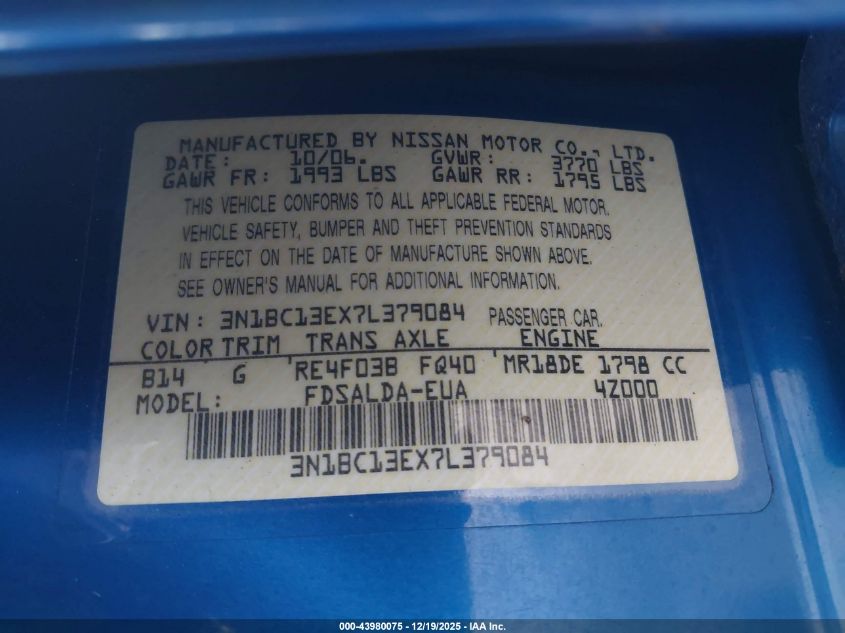 MANUFACTURED BY NISSAN MOTOR CO., LTD.
DATE: 10/06. GVWR: 3770 LBS
GAWR FR: 1993 LBS GAWR RR: 1795 LBS
THIS VEHICLE CONFORMS TO ALL APPLICABLE FEDERAL MOTOR.
VEHICLE SAFETY, BUMPER AND THEFT PREVENTION STANDARDS
IN EFFECT ON THE DATE OF MANUFACTURE SHOWN ABOVE.
SEE OWNER'S MANUAL FOR ADDITIONAL INFORMATION.
VIN: 3N1BC13EX7L379084 PASSENGER CAR.
COLOR TRIM TRANS AXLE ENGINE
B14 G RE4F03B FQ40 MR18DE 1798 CC
MODEL: FDSALDA-EUA 4Z000
3N1BC13EX7L379084
000-43980075 - 12/19/2025 - IAA Inc.